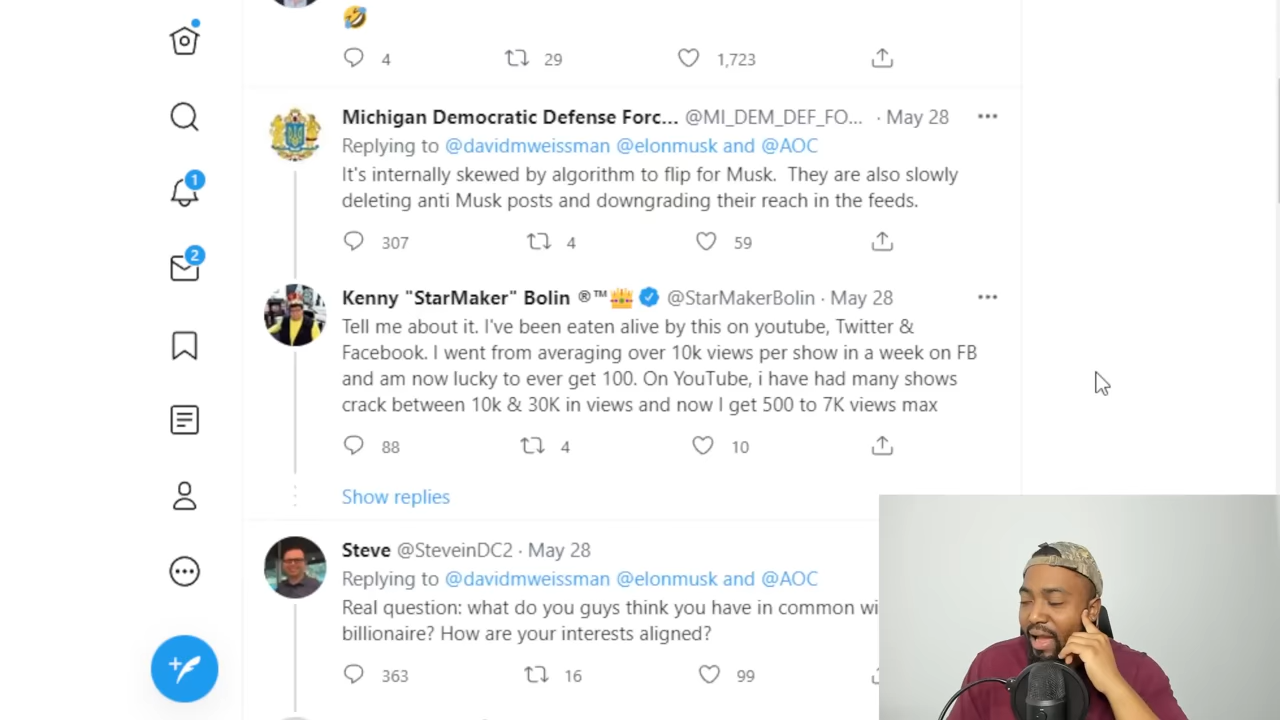 🤣
4 29 1,723
Michigan Democratic Defense Forc... @MI_DEM_DEF_FO... · May 28 ...
Replying to @davidmweissman @elonmusk and @AOC
It's internally skewed by algorithm to flip for Musk. They are also slowly
deleting anti Musk posts and downgrading their reach in the feeds.
1
307 4 59
2
Kenny "StarMaker" Bolin ®™👑 @StarMakerBolin · May 28 ...
Tell me about it. I've been eaten alive by this on youtube, Twitter &
Facebook. I went from averaging over 10k views per show in a week on FB
and am now lucky to ever get 100. On YouTube, i have had many shows
crack between 10k & 30K in views and now I get 500 to 7K views max
88 4 10
Show replies
Steve @SteveinDC2 · May 28
Replying to @davidmweissman @elonmusk and @AOC
Real question: what do you guys think you have in common
billionaire? How are your interests aligned?
363 16 99